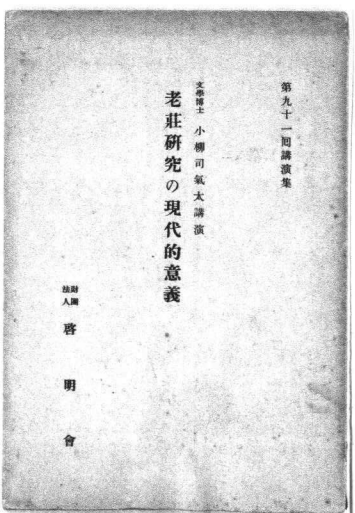 第九十一回講演集
文學博士 小柳司氣太講演
老莊硏究の現代的意義
財團法人 啓明會